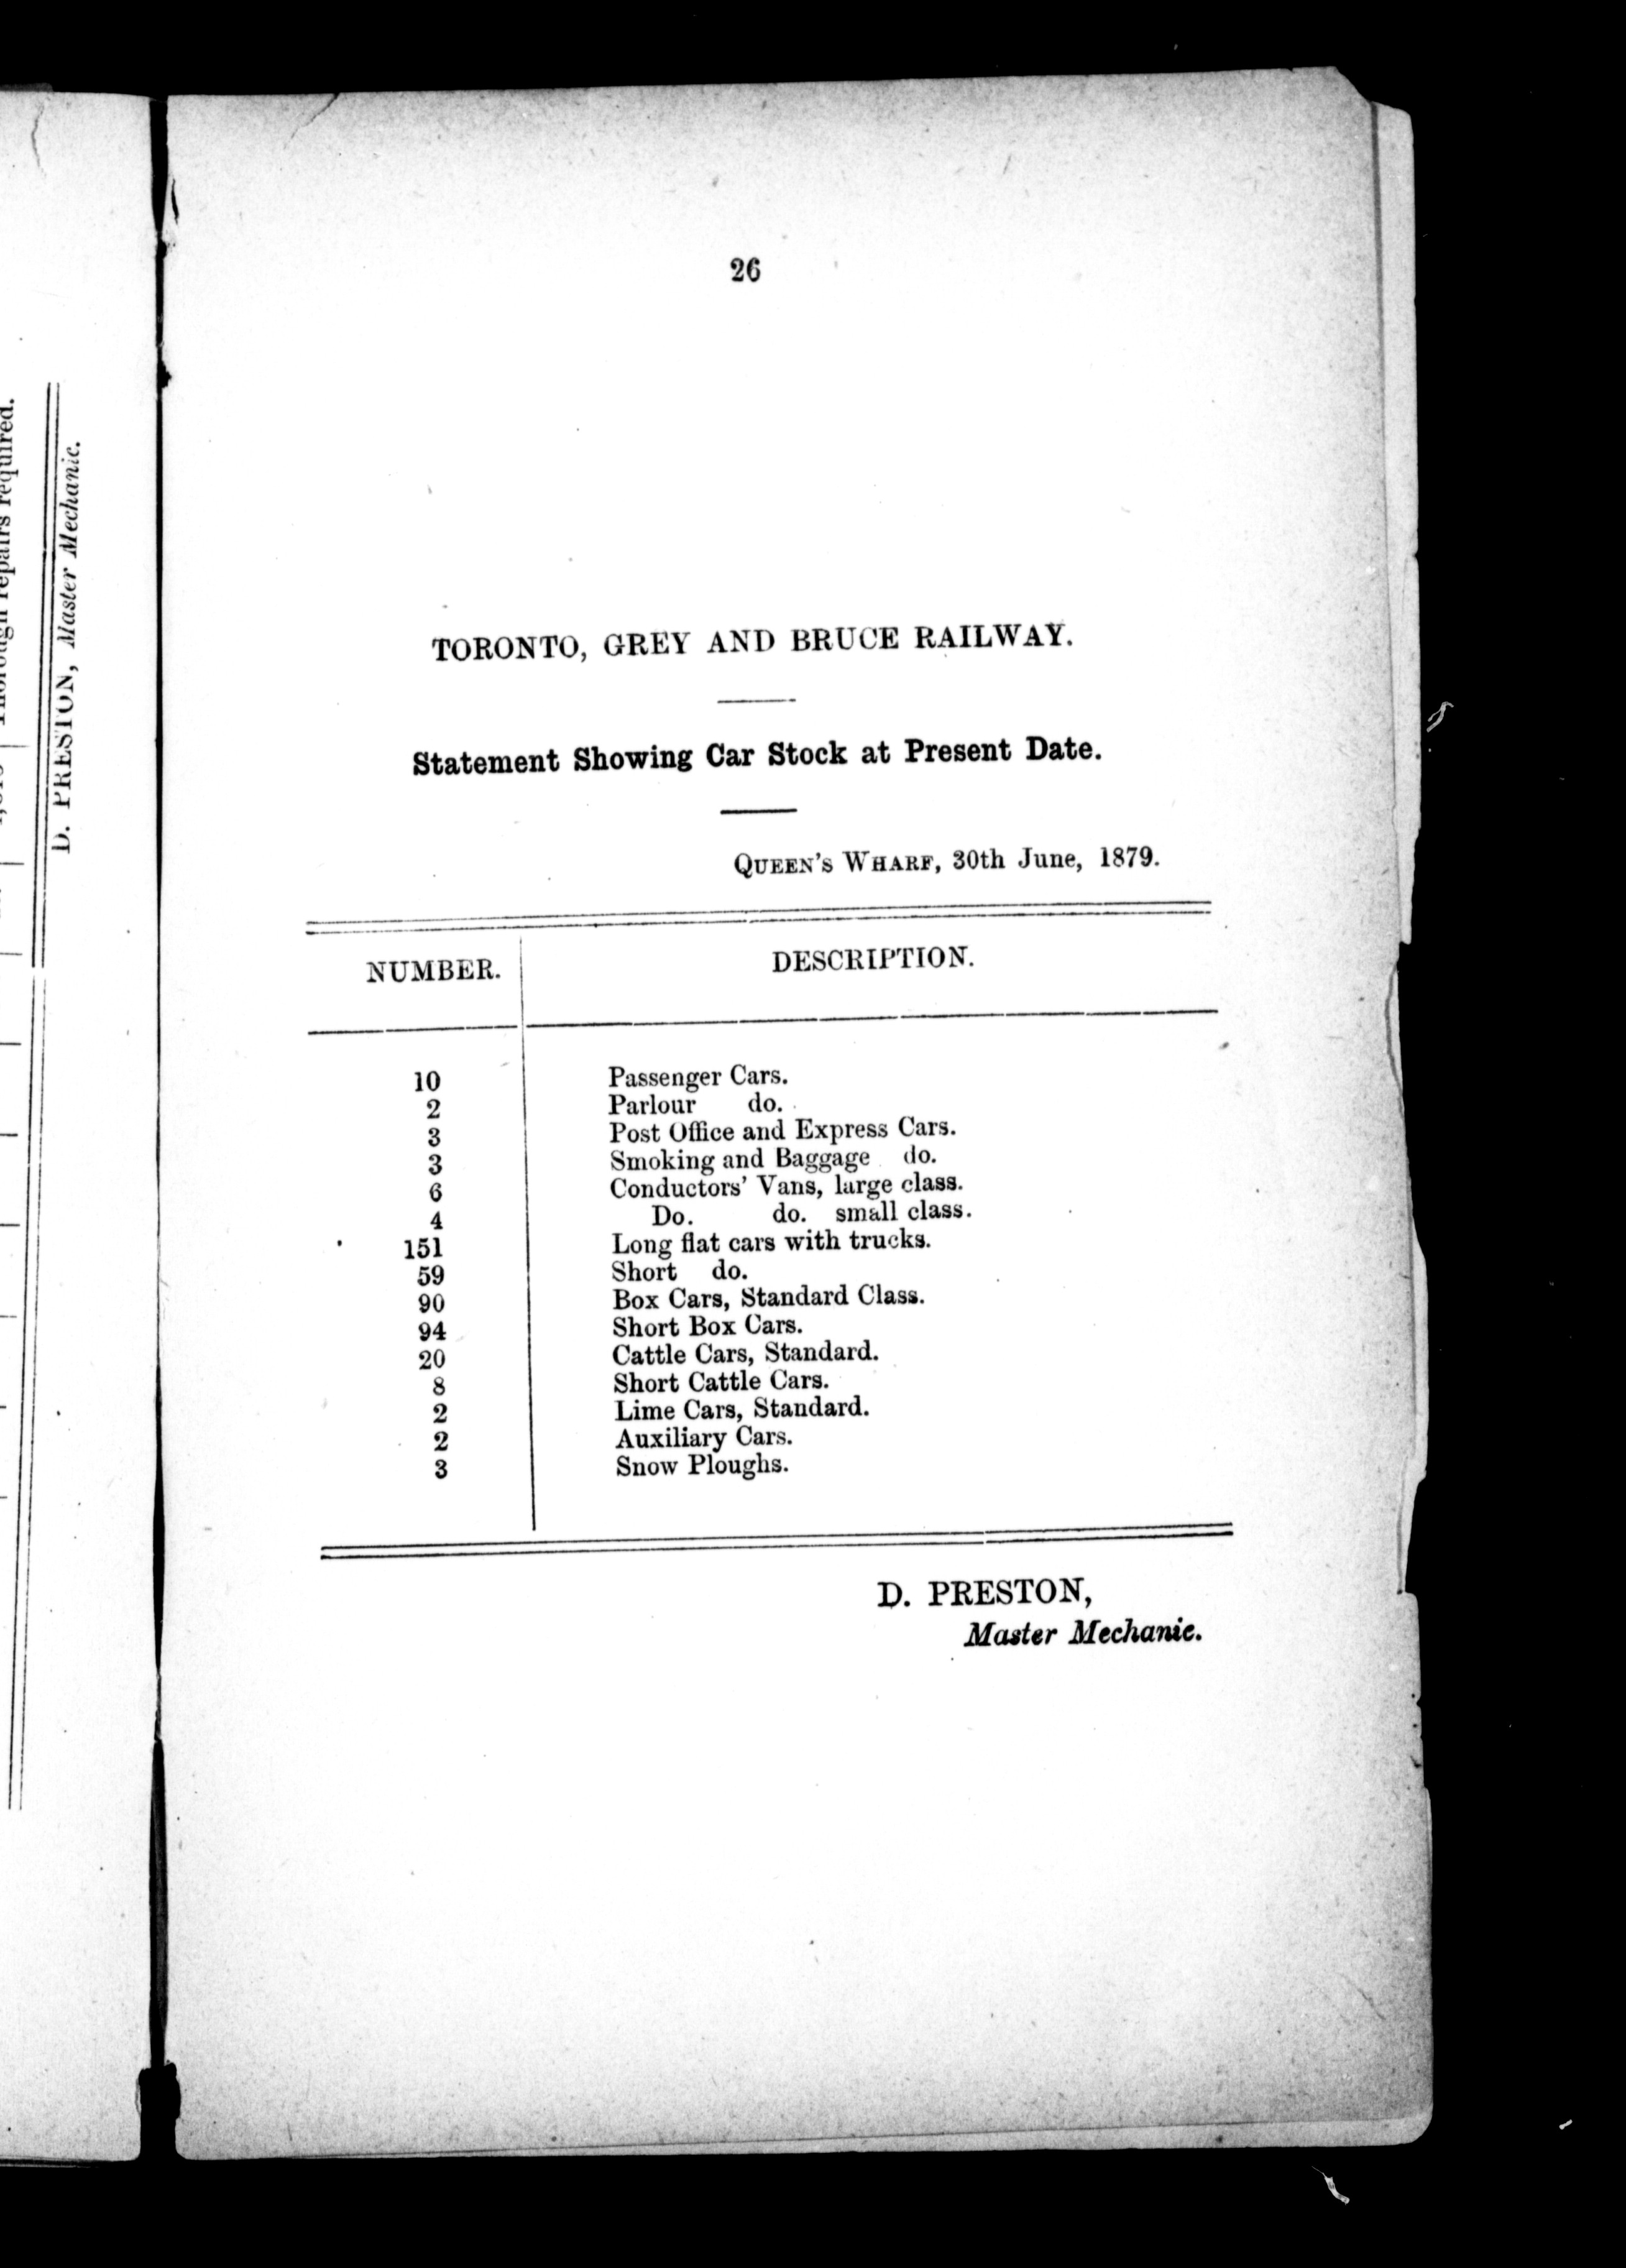 26
TORONTO, GREY AND BRUCE RAILWAY.
Statement Showing Car Stock at Present Date.
QUEEN'S WHARF, 30th June, 1879.
NUMBER. DESCRIPTION.
10 Passenger Cars.
2 Parlour do.
3 Post Office and Express Cars.
3 Smoking and Baggage do.
6 Conductors' Vans, large class.
4 Do. do. small class.
151 Long flat cars with trucks.
59 Short do.
90 Box Cars, Standard Class.
94 Short Box Cars.
20 Cattle Cars, Standard.
8 Short Cattle Cars.
2 Lime Cars, Standard.
2 Auxiliary Cars.
3 Snow Ploughs.
D. PRESTON,
Master Mechanic.
repairs required.
D. PRESTON, Master Mechanic.